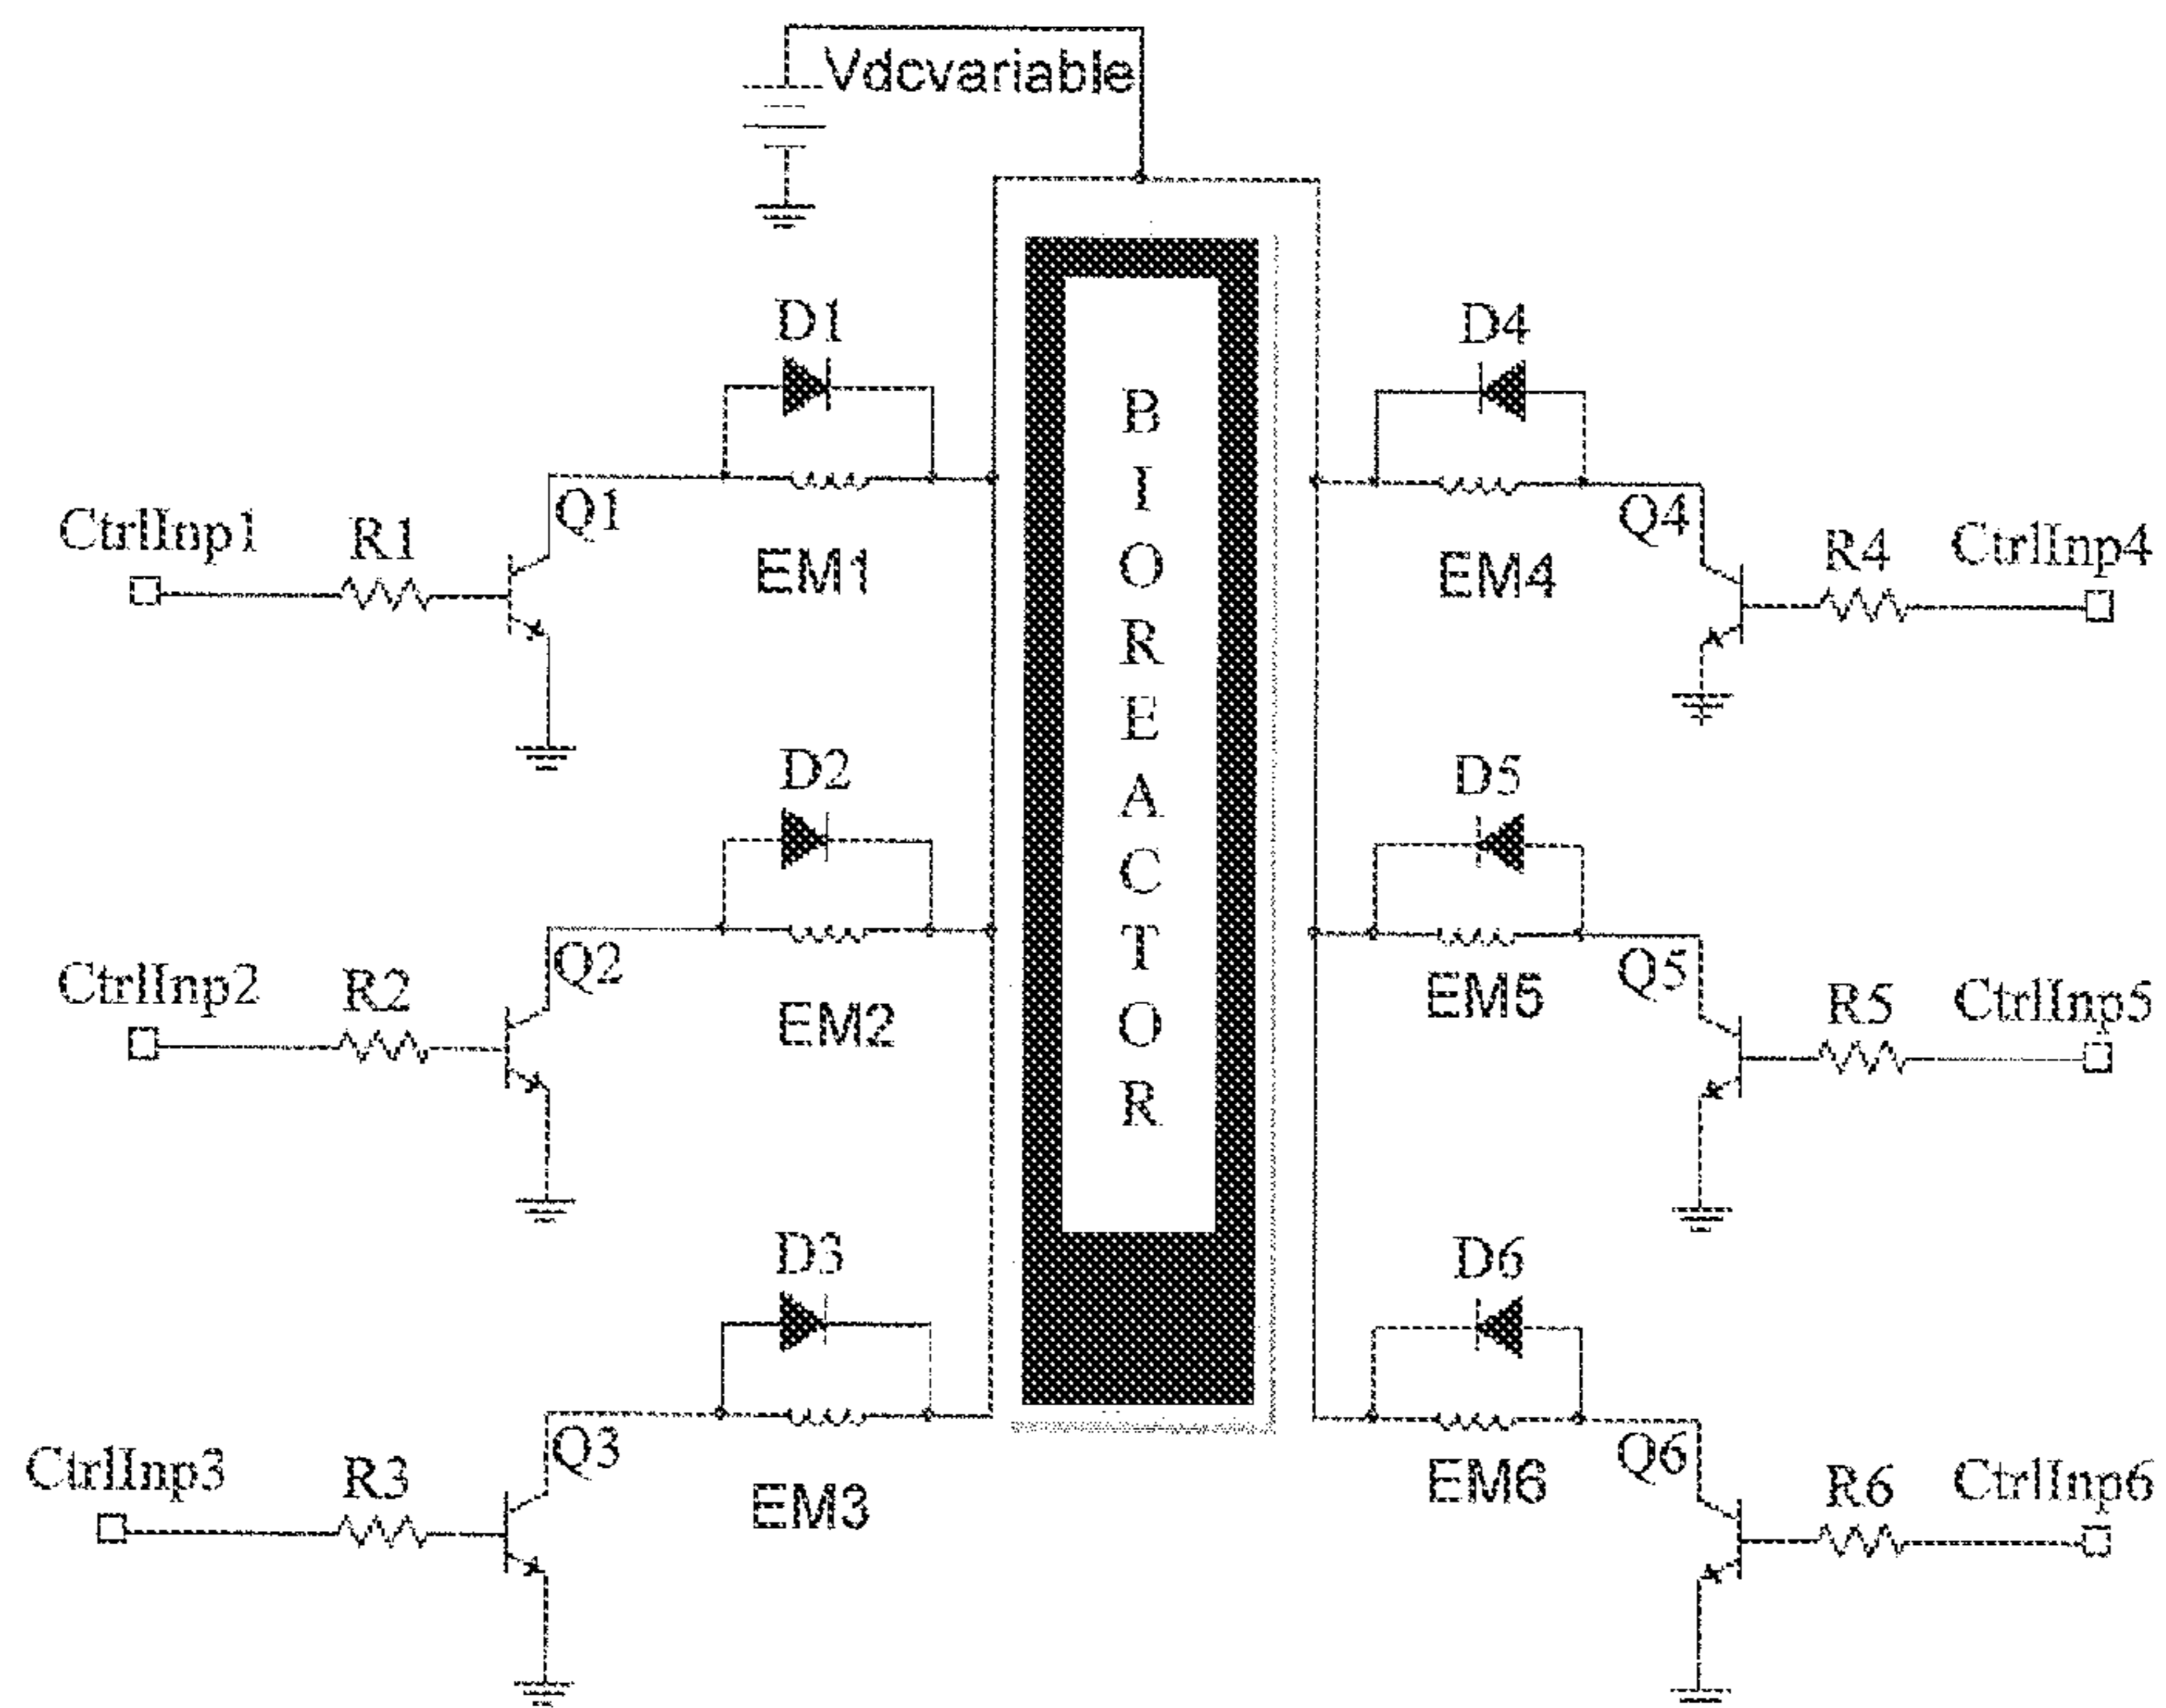 Vdcvariable
D1
D4
Q1
Q4
CtrlInp1
R1
EM1
EM4
R4
CtrlInp4
BIOREACTOR
D2
D5
Q2
Q5
CtrlInp2
R2
EM2
EM5
R5
CtrlInp5
D3
D6
Q3
Q6
CtrlInp3
R3
EM3
EM6
R6
CtrlInp6